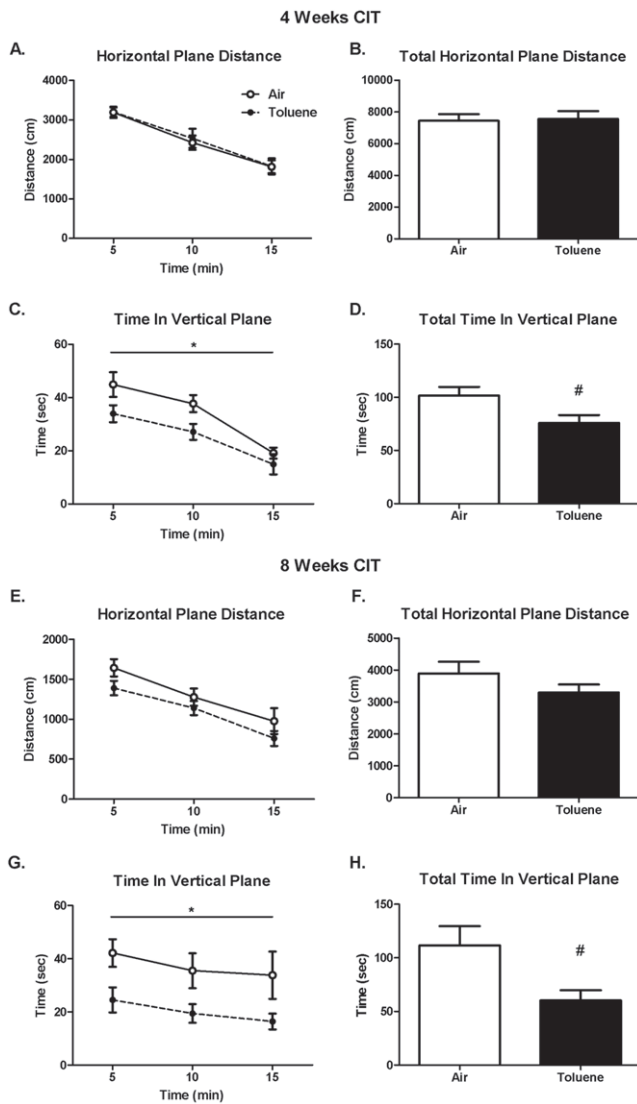 4 Weeks CIT
A.
Horizontal Plane Distance
Distance (cm)
4000
3000
2000
1000
0
Air
Toluene
5
10
15
Time (min)
B.
Total Horizontal Plane Distance
Distance (cm)
10000
8000
6000
4000
2000
0
Air
Toluene
C.
Time In Vertical Plane
Time (sec)
60
40
20
0
*
5
10
15
Time (min)
D.
Total Time In Vertical Plane
Time (sec)
150
100
50
0
#
Air
Toluene
8 Weeks CIT
E.
Horizontal Plane Distance
Distance (cm)
2000
1500
1000
500
0
5
10
15
Time (min)
F.
Total Horizontal Plane Distance
Distance (cm)
5000
4000
3000
2000
1000
0
Air
Toluene
G.
Time In Vertical Plane
Time (sec)
60
40
20
0
*
5
10
15
Time (min)
H.
Total Time In Vertical Plane
Time (sec)
150
100
50
0
#
Air
Toluene